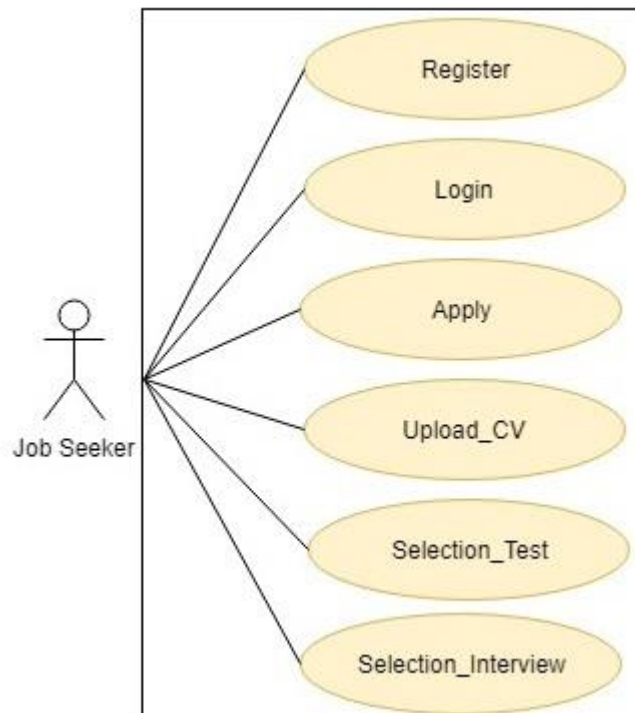 Register
Login
Apply
Job Seeker
Upload_CV
Selection_Test
Selection_Interview